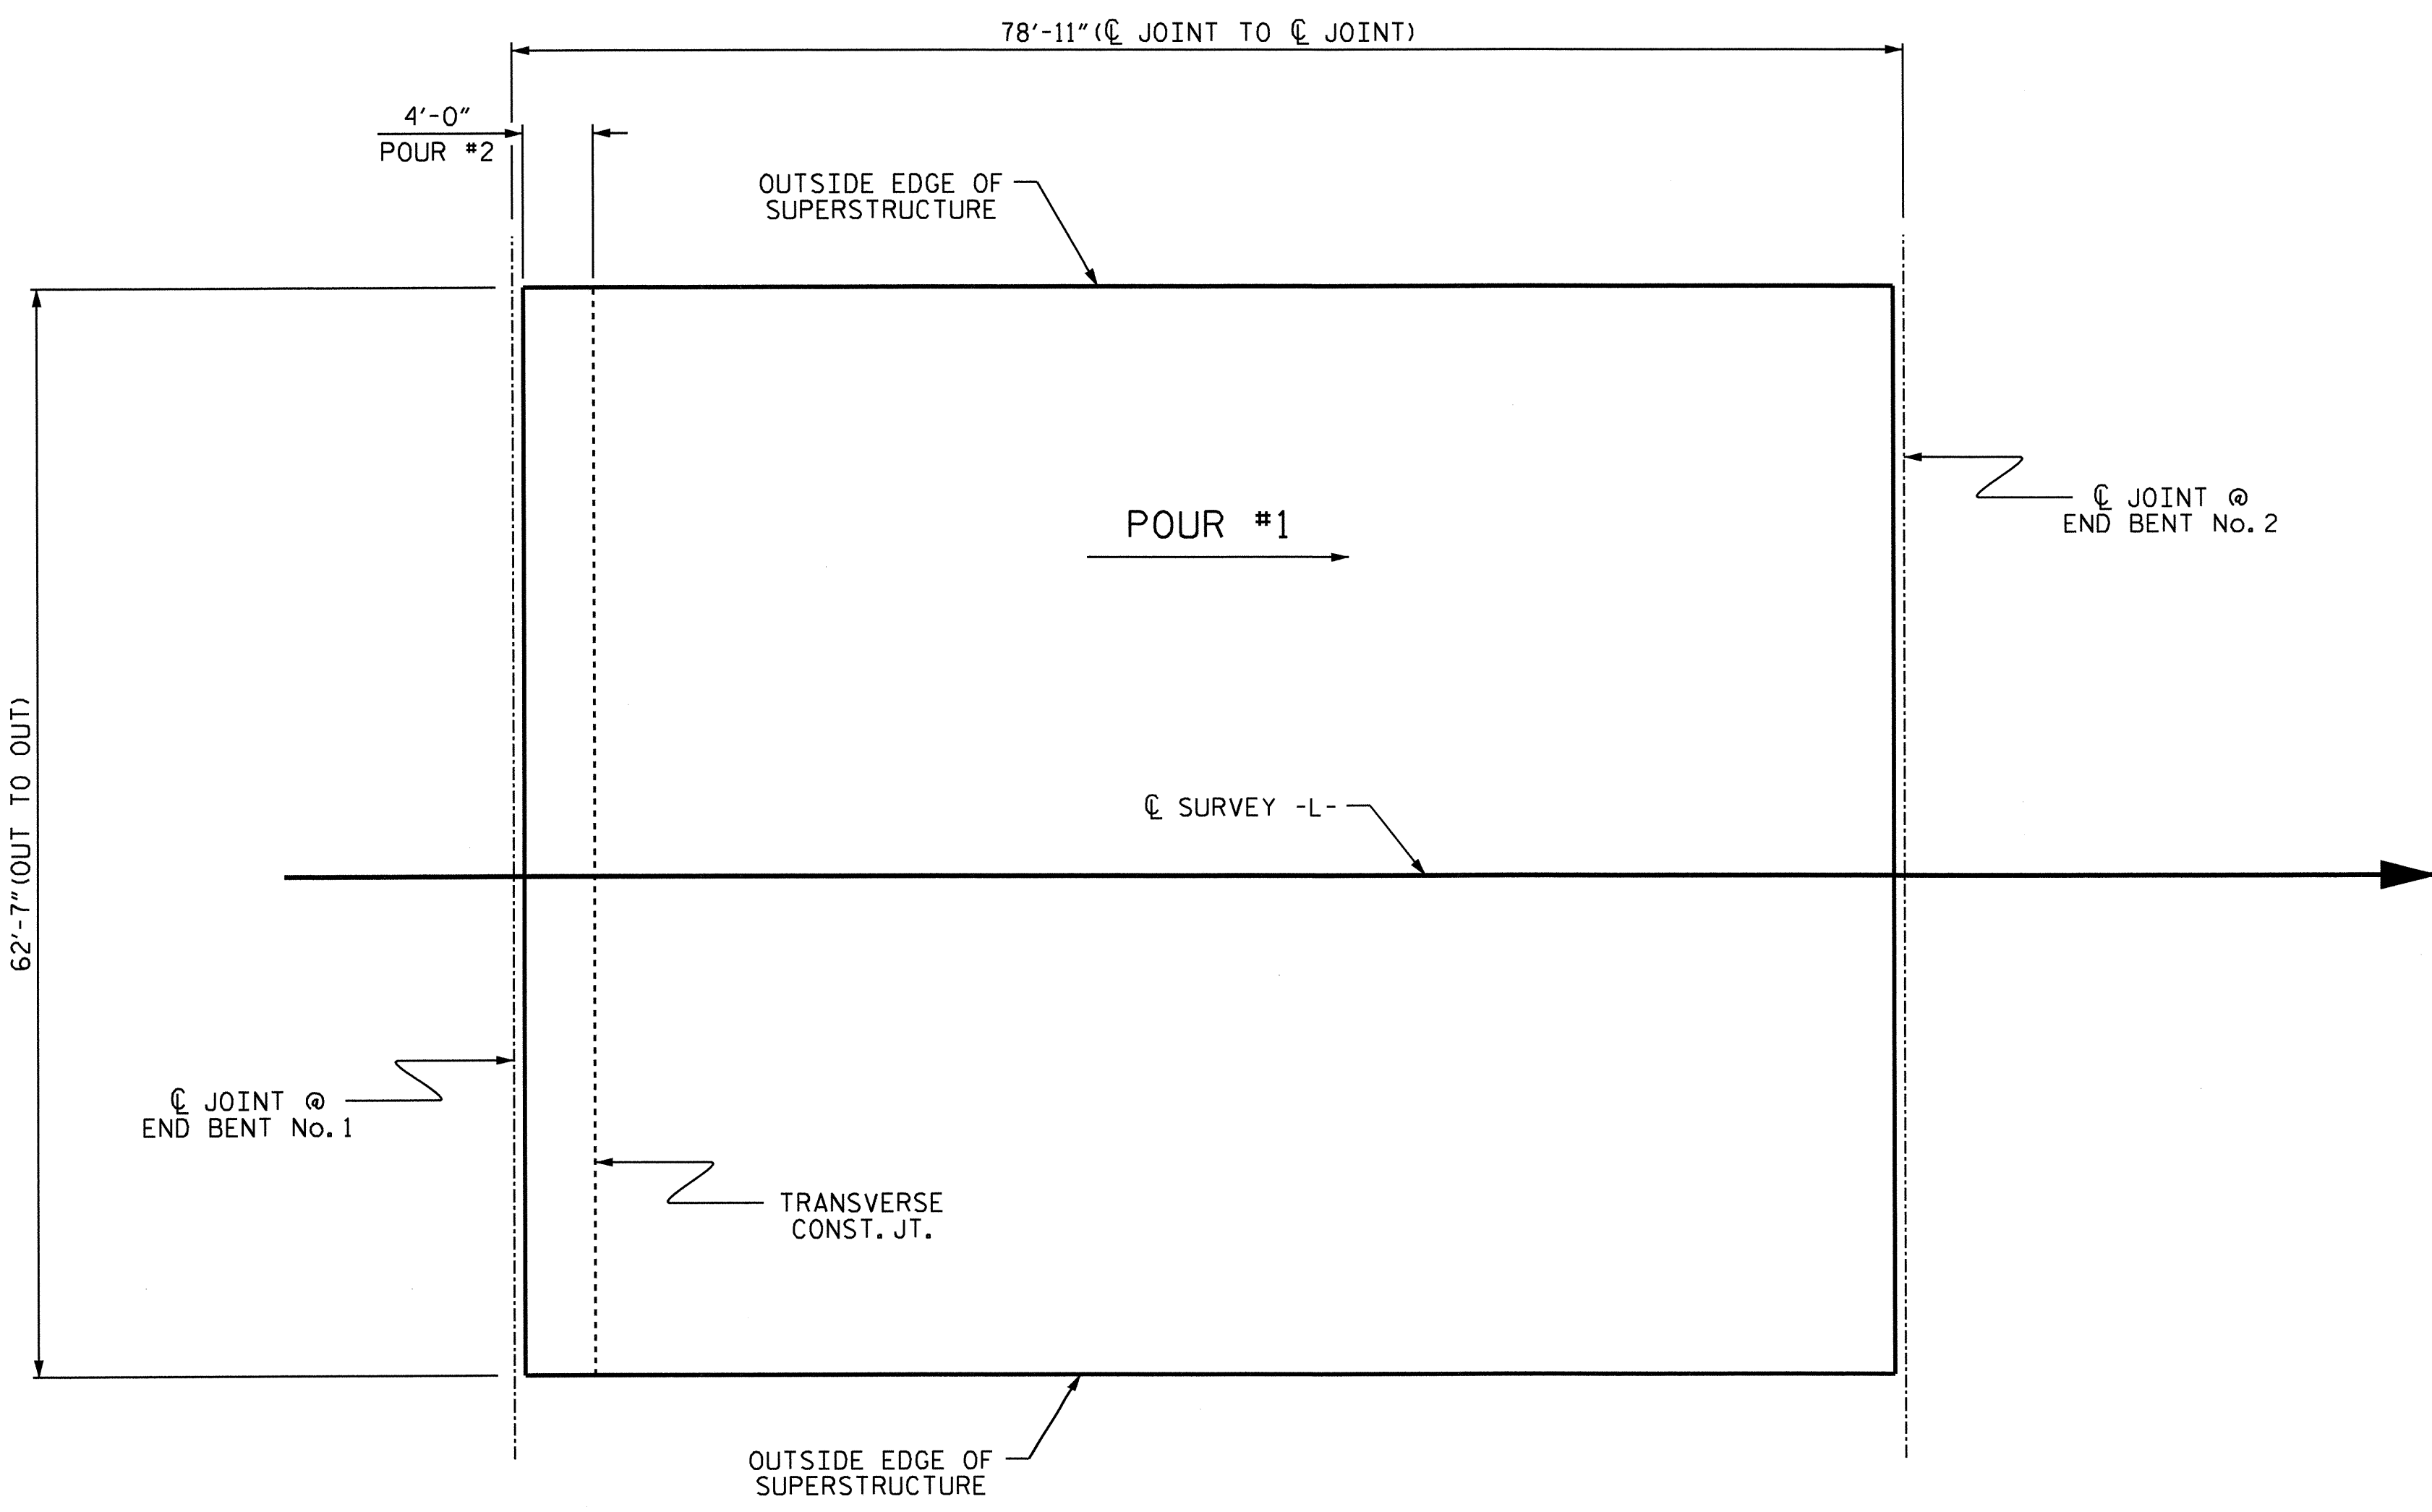 78'-11" (℄ JOINT TO ℄ JOINT)
4'-0"
POUR #2
OUTSIDE EDGE OF
SUPERSTRUCTURE
POUR #1
℄ JOINT @
END BENT No. 2
62'-7" (OUT TO OUT)
℄ SURVEY -L-
℄ JOINT @
END BENT No. 1
TRANSVERSE
CONST. JT.
OUTSIDE EDGE OF
SUPERSTRUCTURE